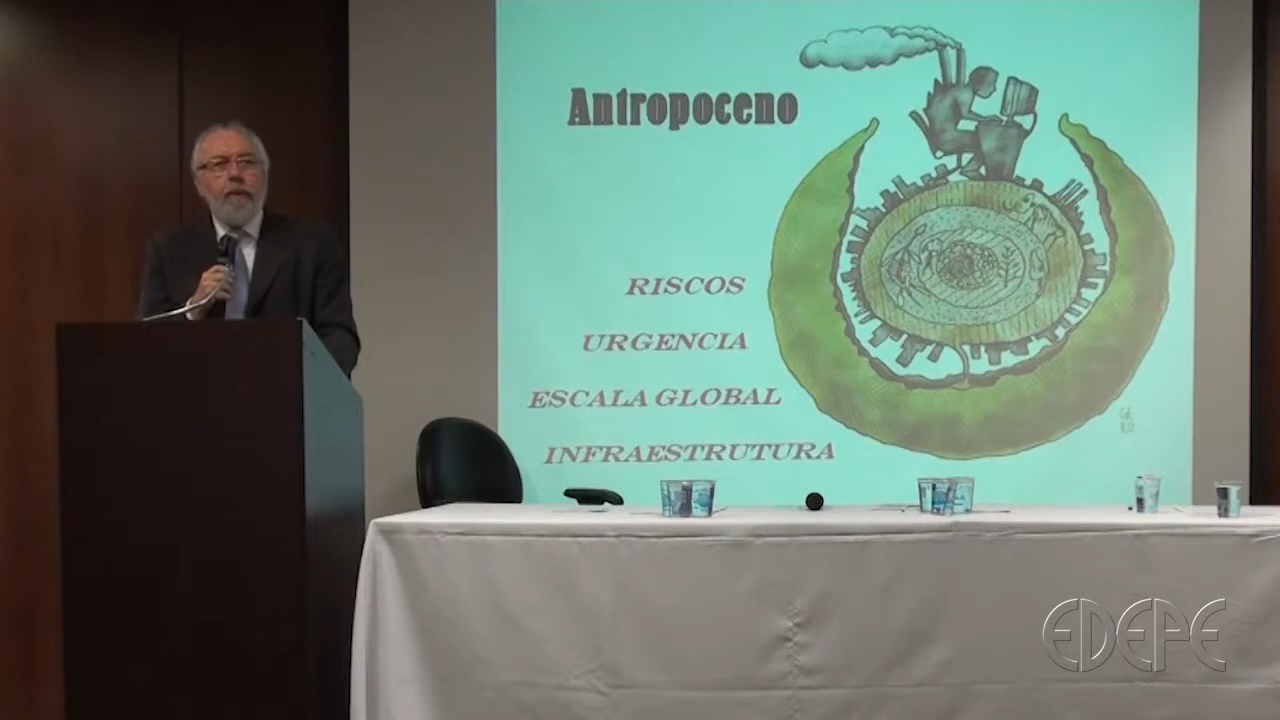 Antropoceno
RISCOS
URGENCIA
ESCALA GLOBAL
INFRAESTRUTURA
EDEPE